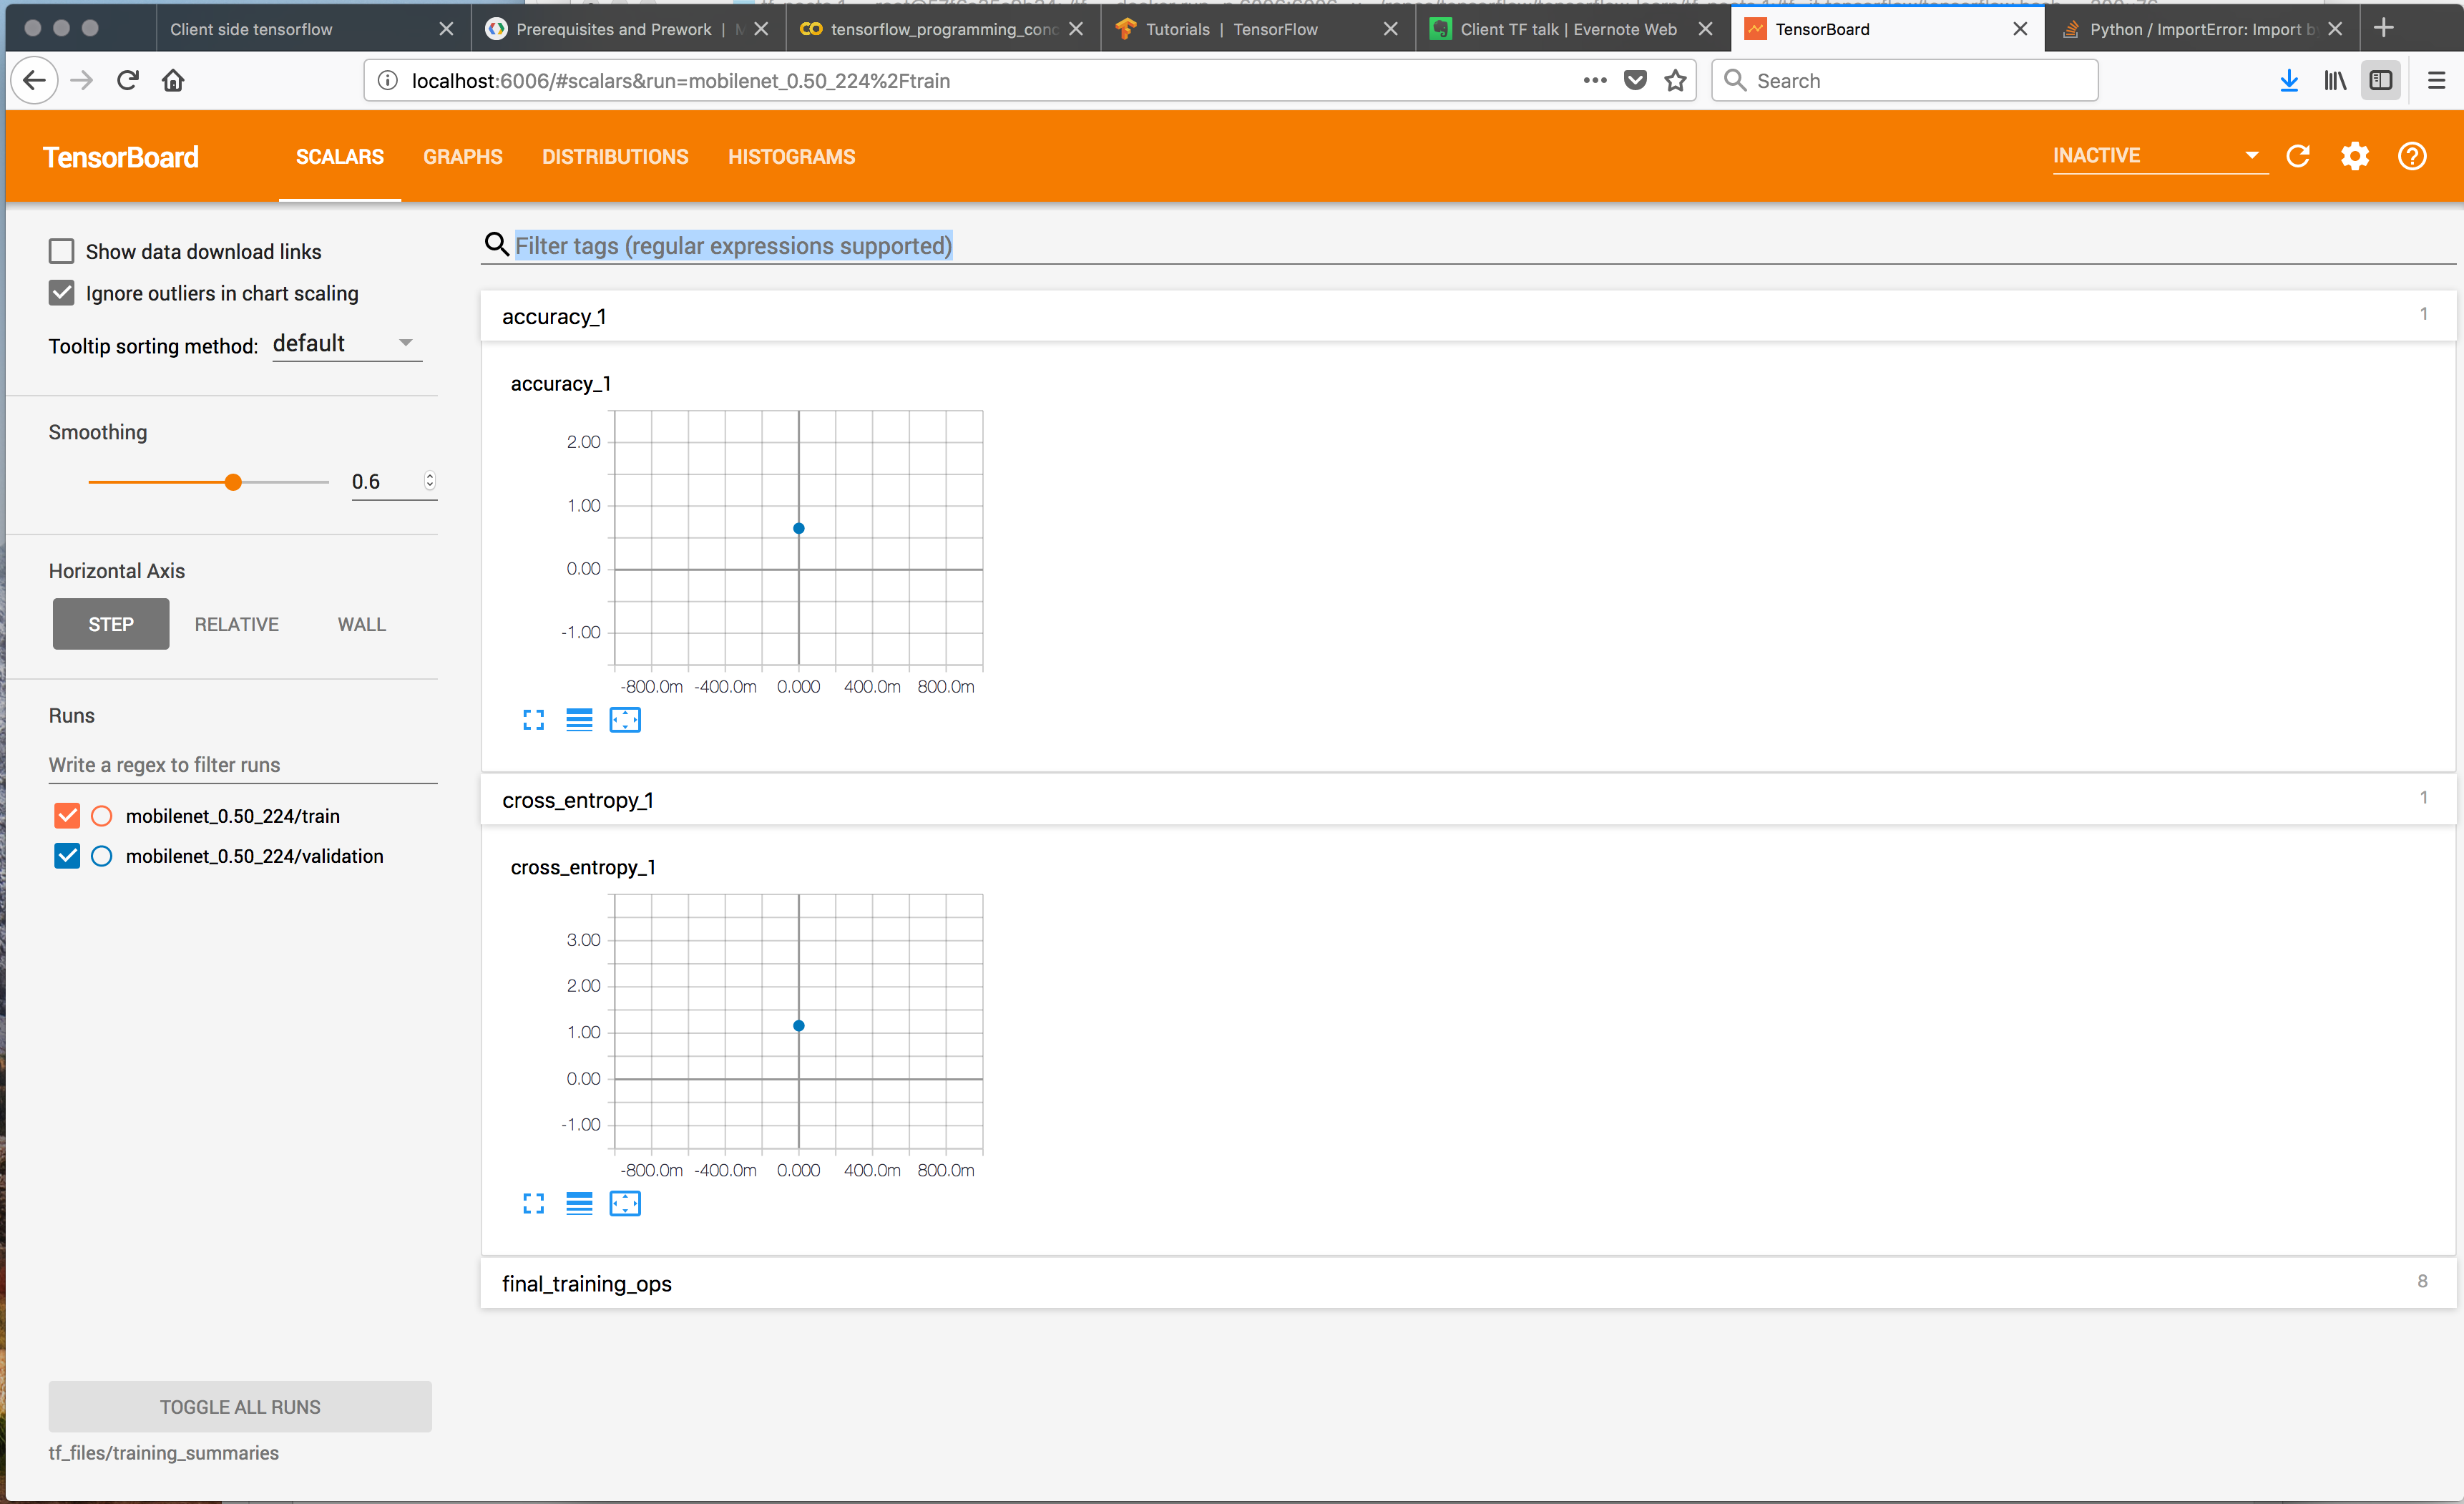 Client side tensorflow
Prerequisites and Prework |
tensorflow_programming_conc
Tutorials | TensorFlow
Client TF talk | Evernote Web
TensorBoard
Python / ImportError: Import by
localhost:6006/#scalars&run=mobilenet_0.50_224%2Ftrain
Search
TensorBoard
SCALARS
GRAPHS
DISTRIBUTIONS
HISTOGRAMS
INACTIVE
Show data download links
Ignore outliers in chart scaling
Tooltip sorting method: default
Smoothing
0.6
Horizontal Axis
STEP
RELATIVE
WALL
Runs
Write a regex to filter runs
mobilenet_0.50_224/train
mobilenet_0.50_224/validation
TOGGLE ALL RUNS
tf_files/training_summaries
Filter tags (regular expressions supported)
accuracy_1
1
accuracy_1
2.00
1.00
0.00
-1.00
-800.0m -400.0m 0.000 400.0m 800.0m
cross_entropy_1
1
cross_entropy_1
3.00
2.00
1.00
0.00
-1.00
-800.0m -400.0m 0.000 400.0m 800.0m
final_training_ops
8